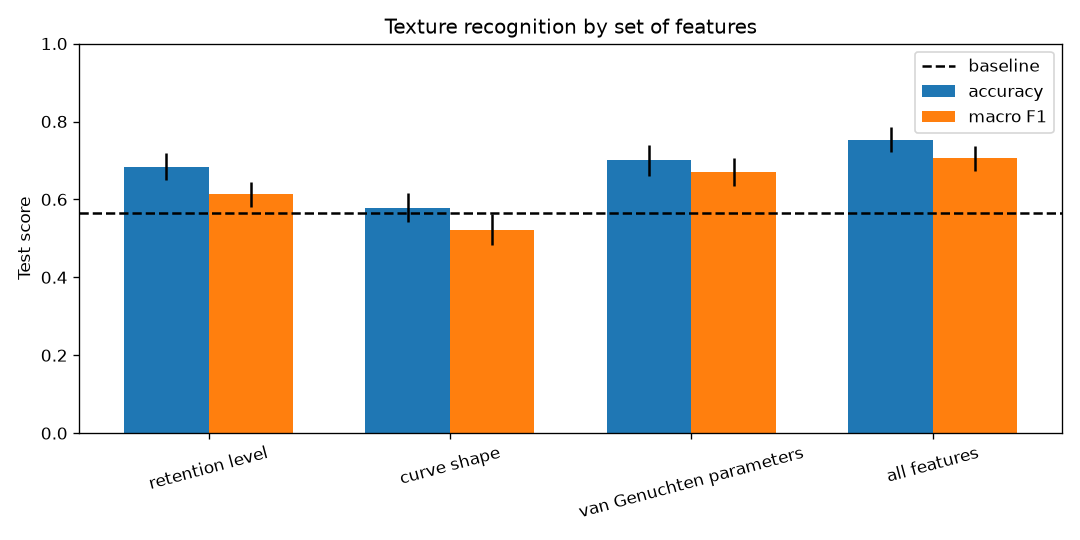 Texture recognition by set of features
Test score
1.0
0.8
0.6
0.4
0.2
0.0
baseline
accuracy
macro F1
retention level
curve shape
van Genuchten parameters
all features